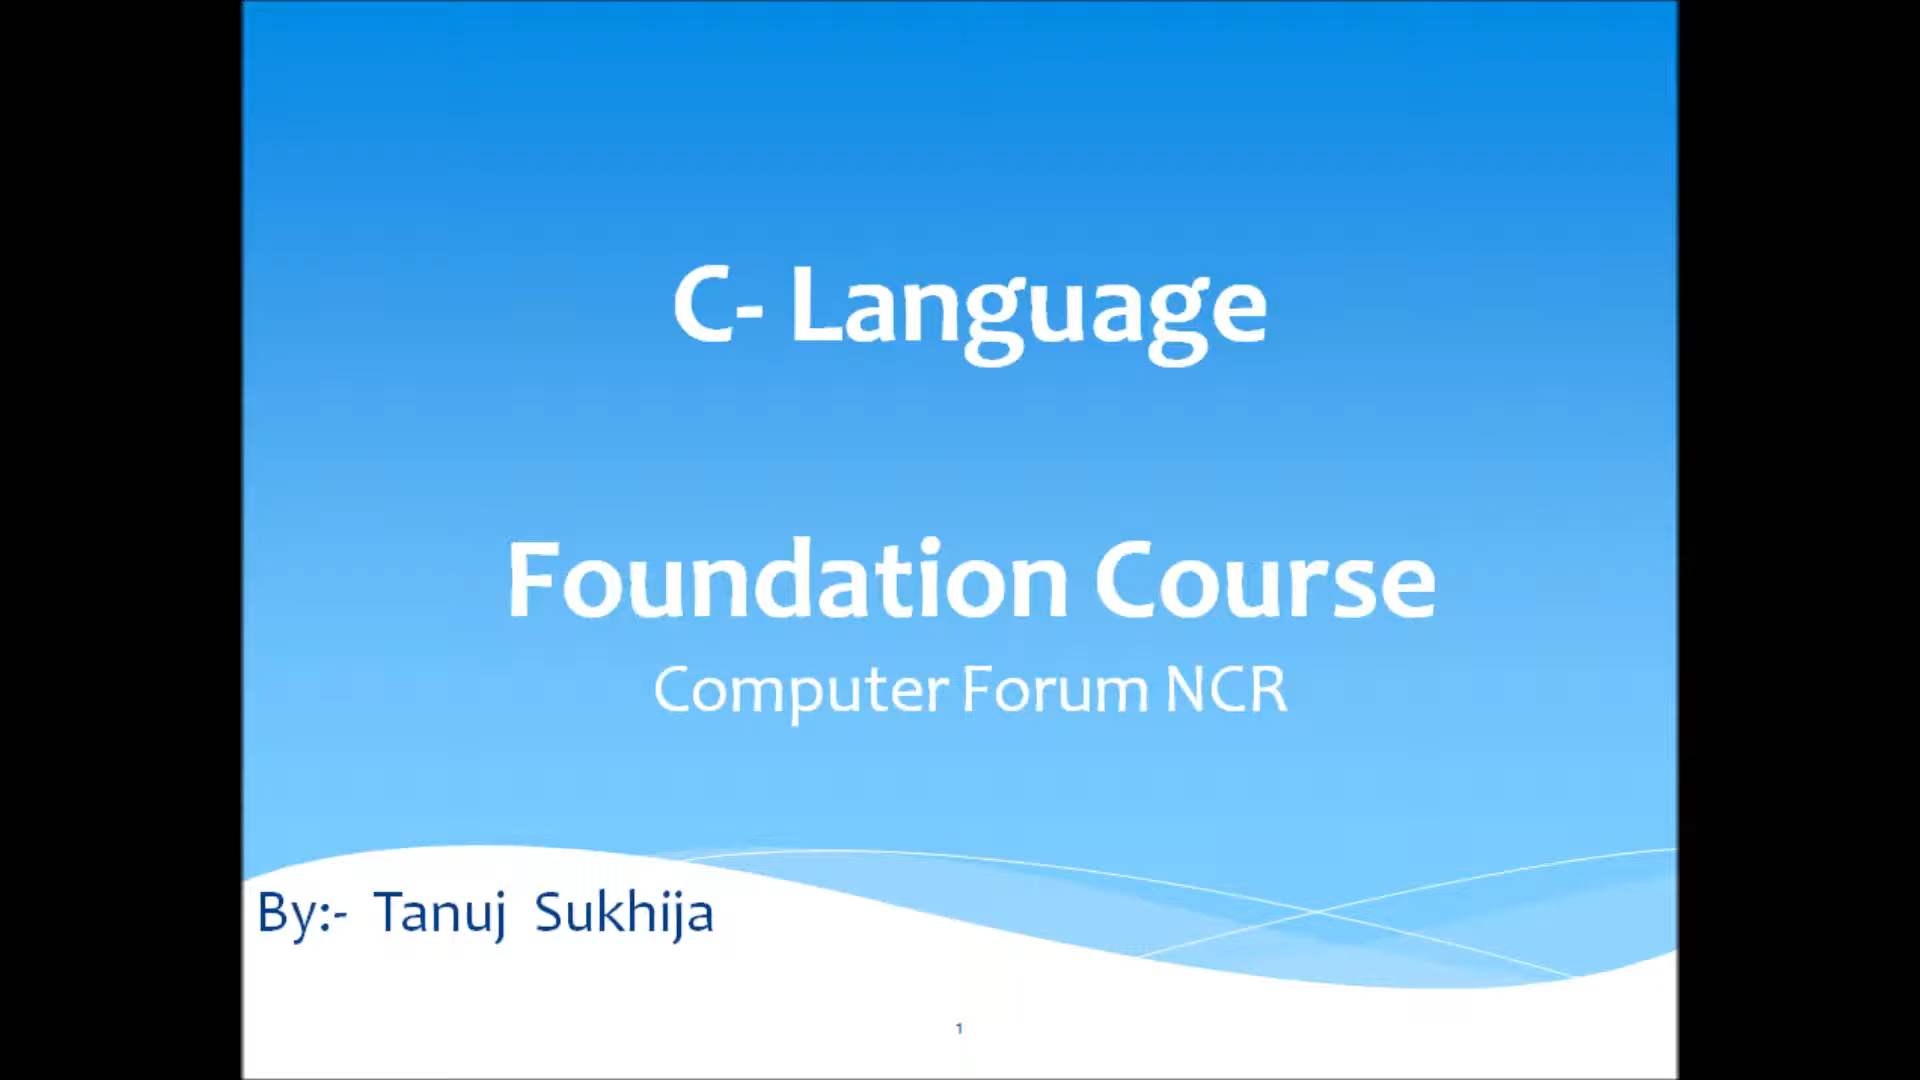 C- Language
Foundation Course
Computer Forum NCR
By:- Tanuj Sukhija
1